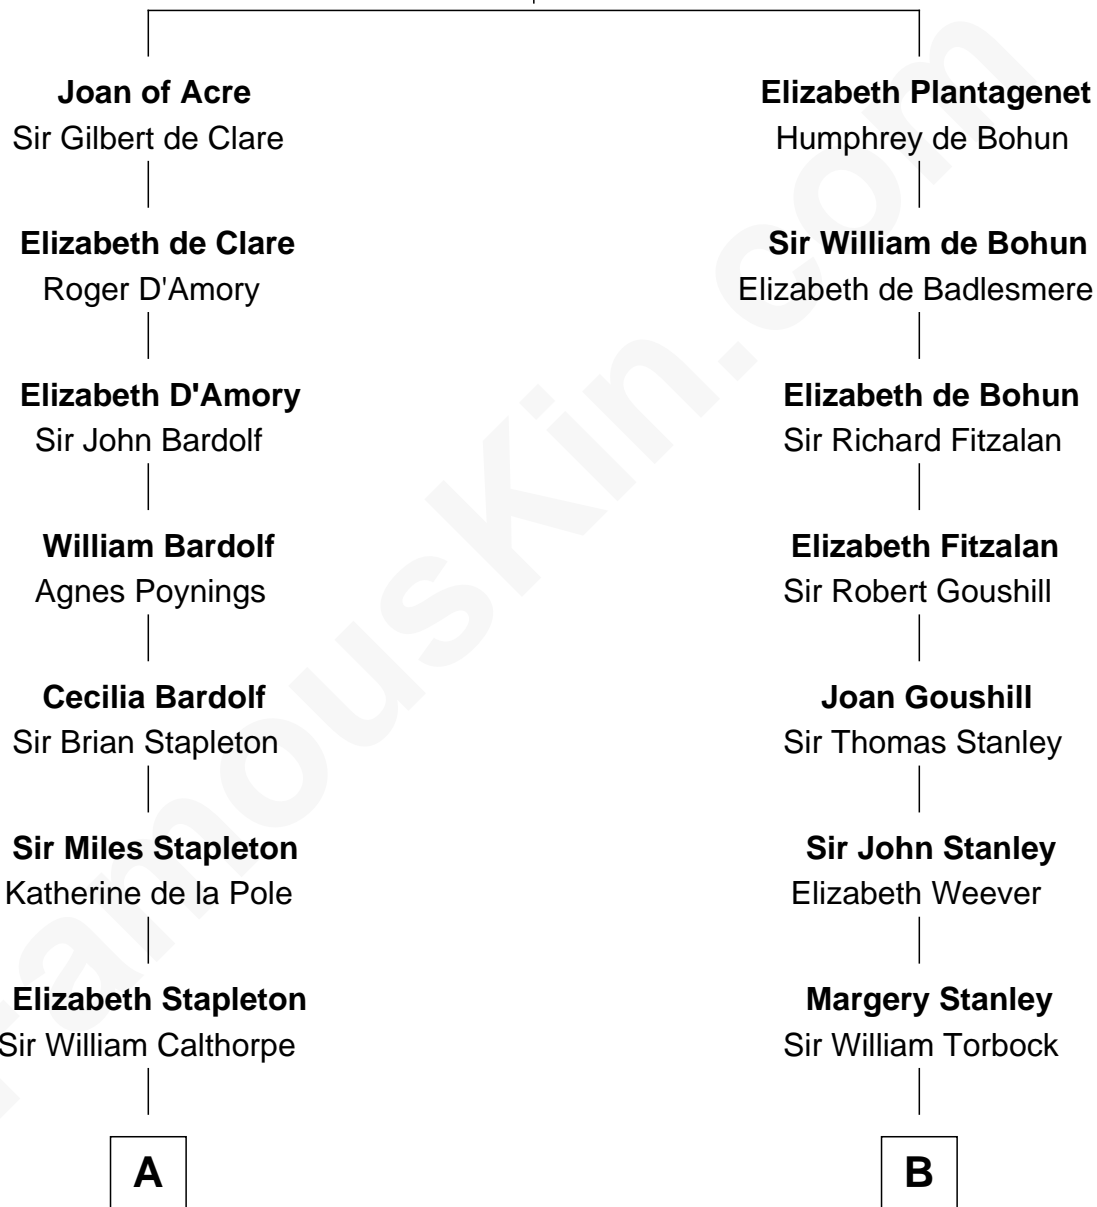 Joan of Acre
Sir Gilbert de Clare
Elizabeth de Clare
Roger D'Amory
Elizabeth D'Amory
Sir John Bardolf
William Bardolf
Agnes Poynings
Cecilia Bardolf
Sir Brian Stapleton
Sir Miles Stapleton
Katherine de la Pole
Elizabeth Stapleton
Sir William Calthorpe
A
Elizabeth Plantagenet
Humphrey de Bohun
Sir William de Bohun
Elizabeth de Badlesmere
Elizabeth de Bohun
Sir Richard Fitzalan
Elizabeth Fitzalan
Sir Robert Goushill
Joan Goushill
Sir Thomas Stanley
Sir John Stanley
Elizabeth Weever
Margery Stanley
Sir William Torbock
B
FamousKin.com